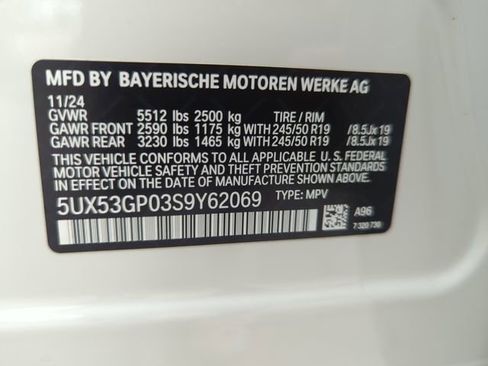 MFD BY BAYERISCHE MOTOREN WERKE AG
11/24
GVWR 5512 lbs 2500 kg TIRE / RIM
GAWR FRONT 2590 lbs 1175 kg WITH 245/50 R19 /8.5Jx19
GAWR REAR 3230 lbs 1465 kg WITH 245/50 R19 /8.5Jx19
THIS VEHICLE CONFORMS TO ALL APPLICABLE U. S. FEDERAL
MOTOR VEHICLE SAFETY AND THEFT PREVENTION STANDARDS
IN EFFECT ON THE DATE OF MANUFACTURE SHOWN ABOVE.
5UX53GP03S9Y62069 TYPE: MPV
A96
7 320 730